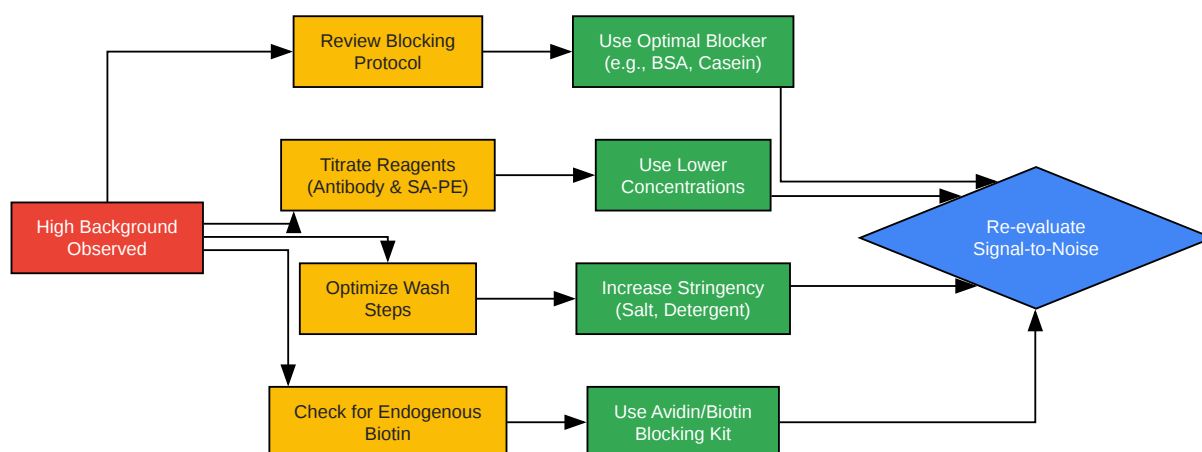 Review Blocking
Protocol
Use Optimal Blocker
(e.g., BSA, Casein)
Titrate Reagents
(Antibody & SA-PE)
Use Lower
Concentrations
High Background
Observed
Re-evaluate
Signal-to-Noise
Optimize Wash
Steps
Increase Stringency
(Salt, Detergent)
Check for Endogenous
Biotin
Use Avidin/Biotin
Blocking Kit